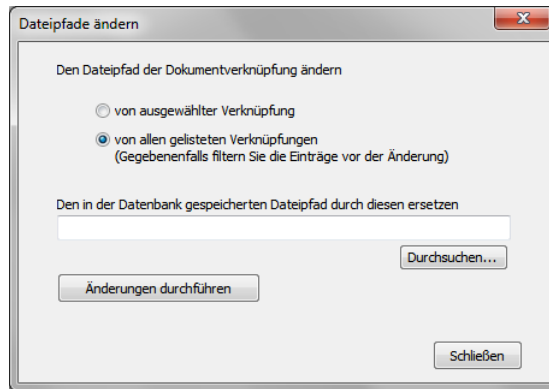 Dateipfade ändern
Den Dateipfad der Dokumentverknüpfung ändern
von ausgewählter Verknüpfung
von allen gelisteten Verknüpfungen
(Gegebenenfalls filtern Sie die Einträge vor der Änderung)
Den in der Datenbank gespeicherten Dateipfad durch diesen ersetzen
Durchsuchen...
Änderungen durchführen
Schließen